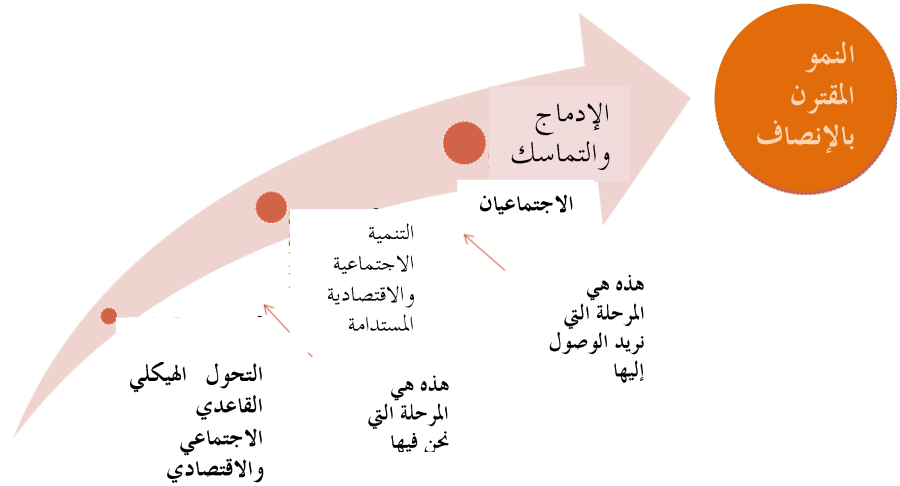 النمو
المقترن
بالإنصاف
الإدماج
والتماسك
الاجتماعيان
التنمية
الاجتماعية
والاقتصادية
المستدامة
هذه هي
المرحلة التي
نريد الوصول
إليها
التحول الهيكلي
القاعدي
الاجتماعي
والاقتصادي
هذه هي
المرحلة التي
نحن فيها